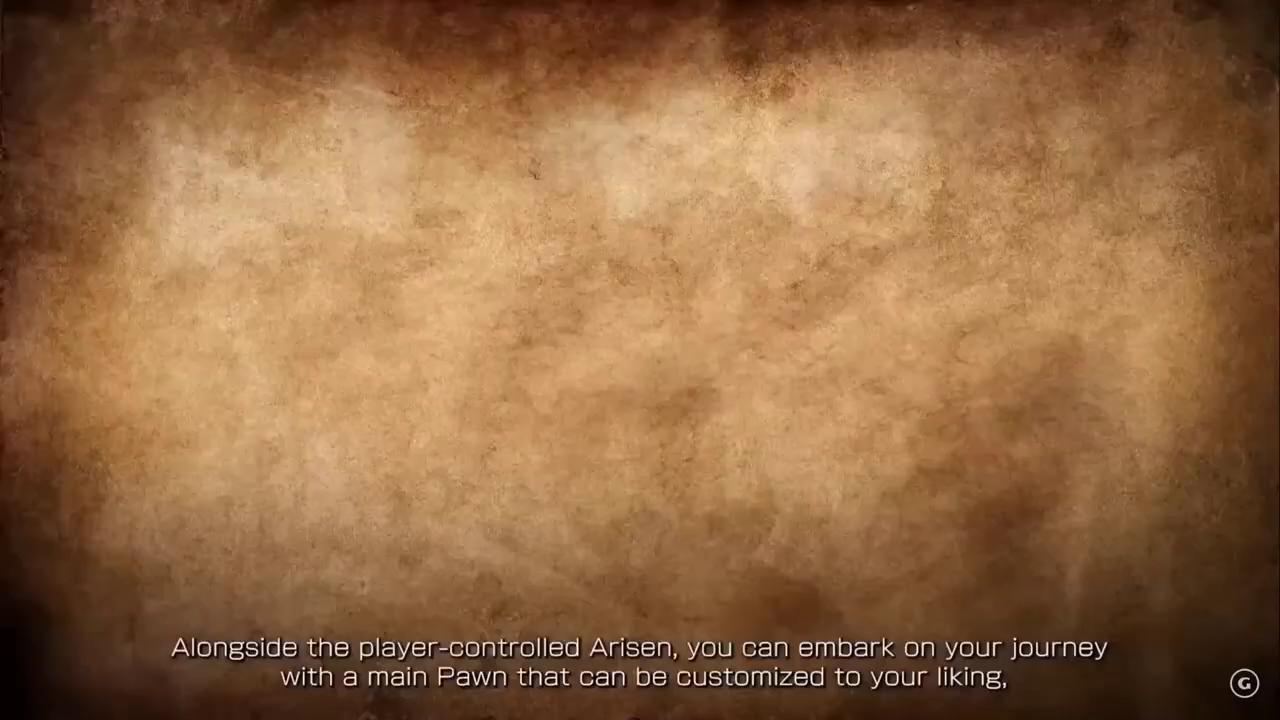 Alongside the player-controlled Arisen, you can embark on your journey
with a main Pawn that can be customized to your liking,
G